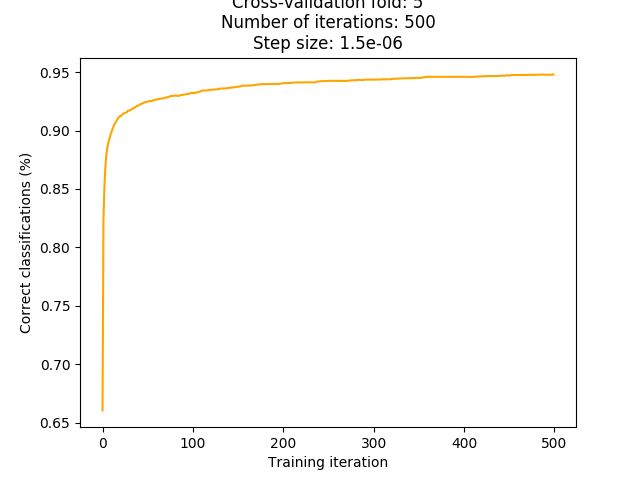 Cross-validation fold: 5
Number of iterations: 500
Step size: 1.5e-06
0.95
0.90
0.85
0.80
0.75
0.70
0.65
Correct classifications (%)
0 100 200 300 400 500
Training iteration